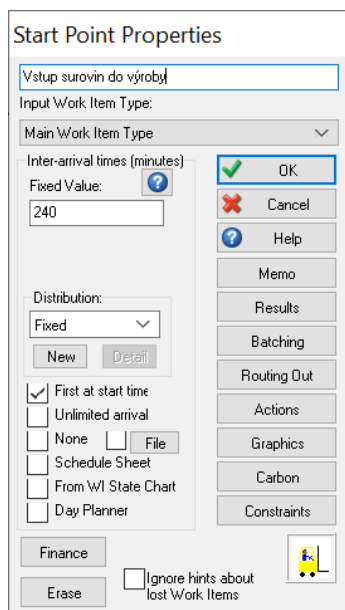 Start Point Properties
Vstup surovin do výroby
Input Work Item Type:
Main Work Item Type
Inter-arrival times (minutes)
Fixed Value:
240
Distribution:
Fixed
New
Detail
First at start time
Unlimited arrival
None
File
Schedule Sheet
From WI State Chart
Day Planner
Finance
Erase
OK
Cancel
Help
Memo
Results
Batching
Routing Out
Actions
Graphics
Carbon
Constraints
Ignore hints about
lost Work Items